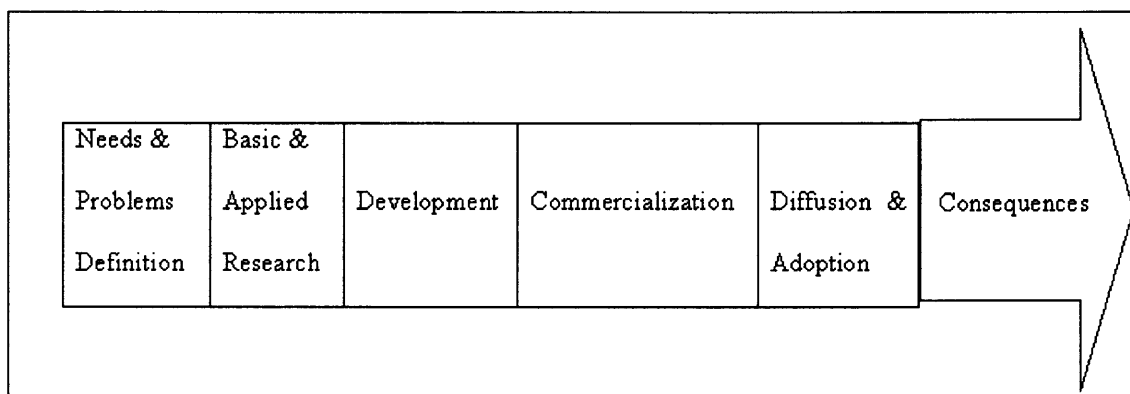 Needs &
Problems
Definition
Basic &
Applied
Research
Development
Commercialization
Diffusion &
Adoption
Consequences